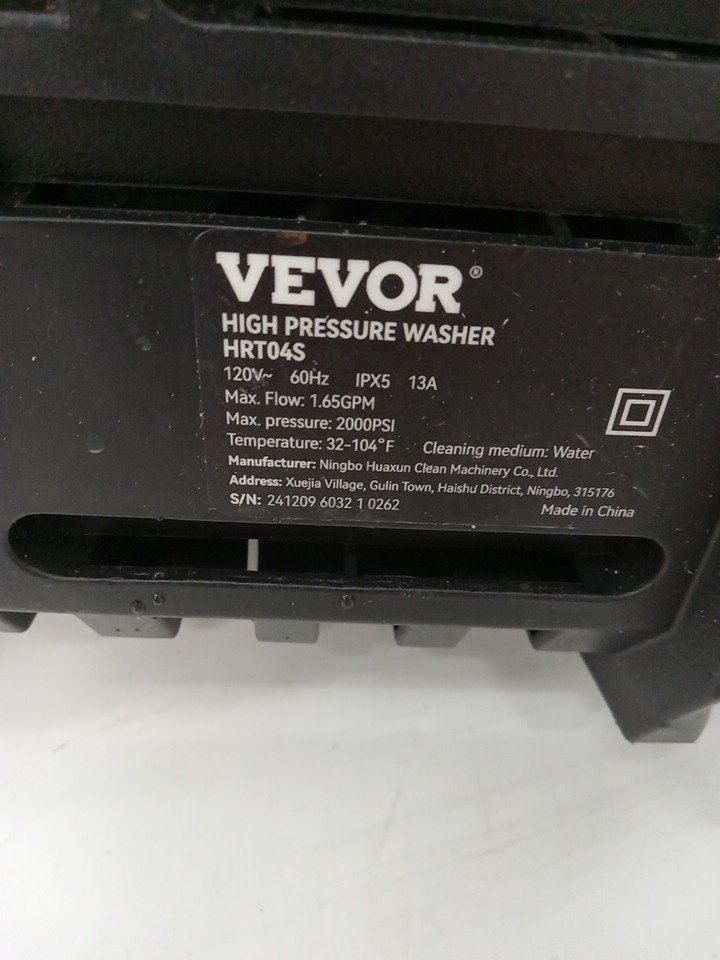 VEVOR®
HIGH PRESSURE WASHER
HRT04S
120V~ 60Hz IPX5 13A
Max. Flow: 1.65GPM
Max. pressure: 2000PSI
Temperature: 32-104°F Cleaning medium: Water
Manufacturer: Ningbo Huaxun Clean Machinery Co., Ltd.
Address: Xuejia Village, Gulin Town, Haishu District, Ningbo, 315176
S/N: 241209 6032 1 0262 Made in China